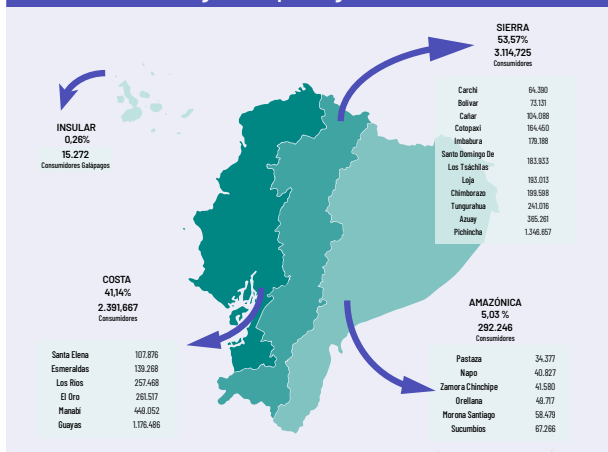 SIERRA
53,57%
3.114,725
Consumidores
Carchi 64.390
Bolívar 73.131
Cañar 104.088
Cotopaxi 164.450
Imbabura 179.188
Santo Domingo De
Los Tsáchilas 183.933
Loja 193.013
Chimborazo 199.598
Tungurahua 241.016
Azuay 365.261
Pichincha 1.346.657
INSULAR
0,26%
15.272
Consumidores Galápagos
COSTA
41,14%
2.391,667
Consumidores
Santa Elena 107.876
Esmeraldas 139.268
Los Ríos 257.468
El Oro 261.517
Manabí 449.052
Guayas 1.176.486
AMAZÓNICA
5,03 %
292.246
Consumidores
Pastaza 34.377
Napo 40.827
Zamora Chinchipe 41.580
Orellana 49.717
Morona Santiago 58.479
Sucumbíos 67.266